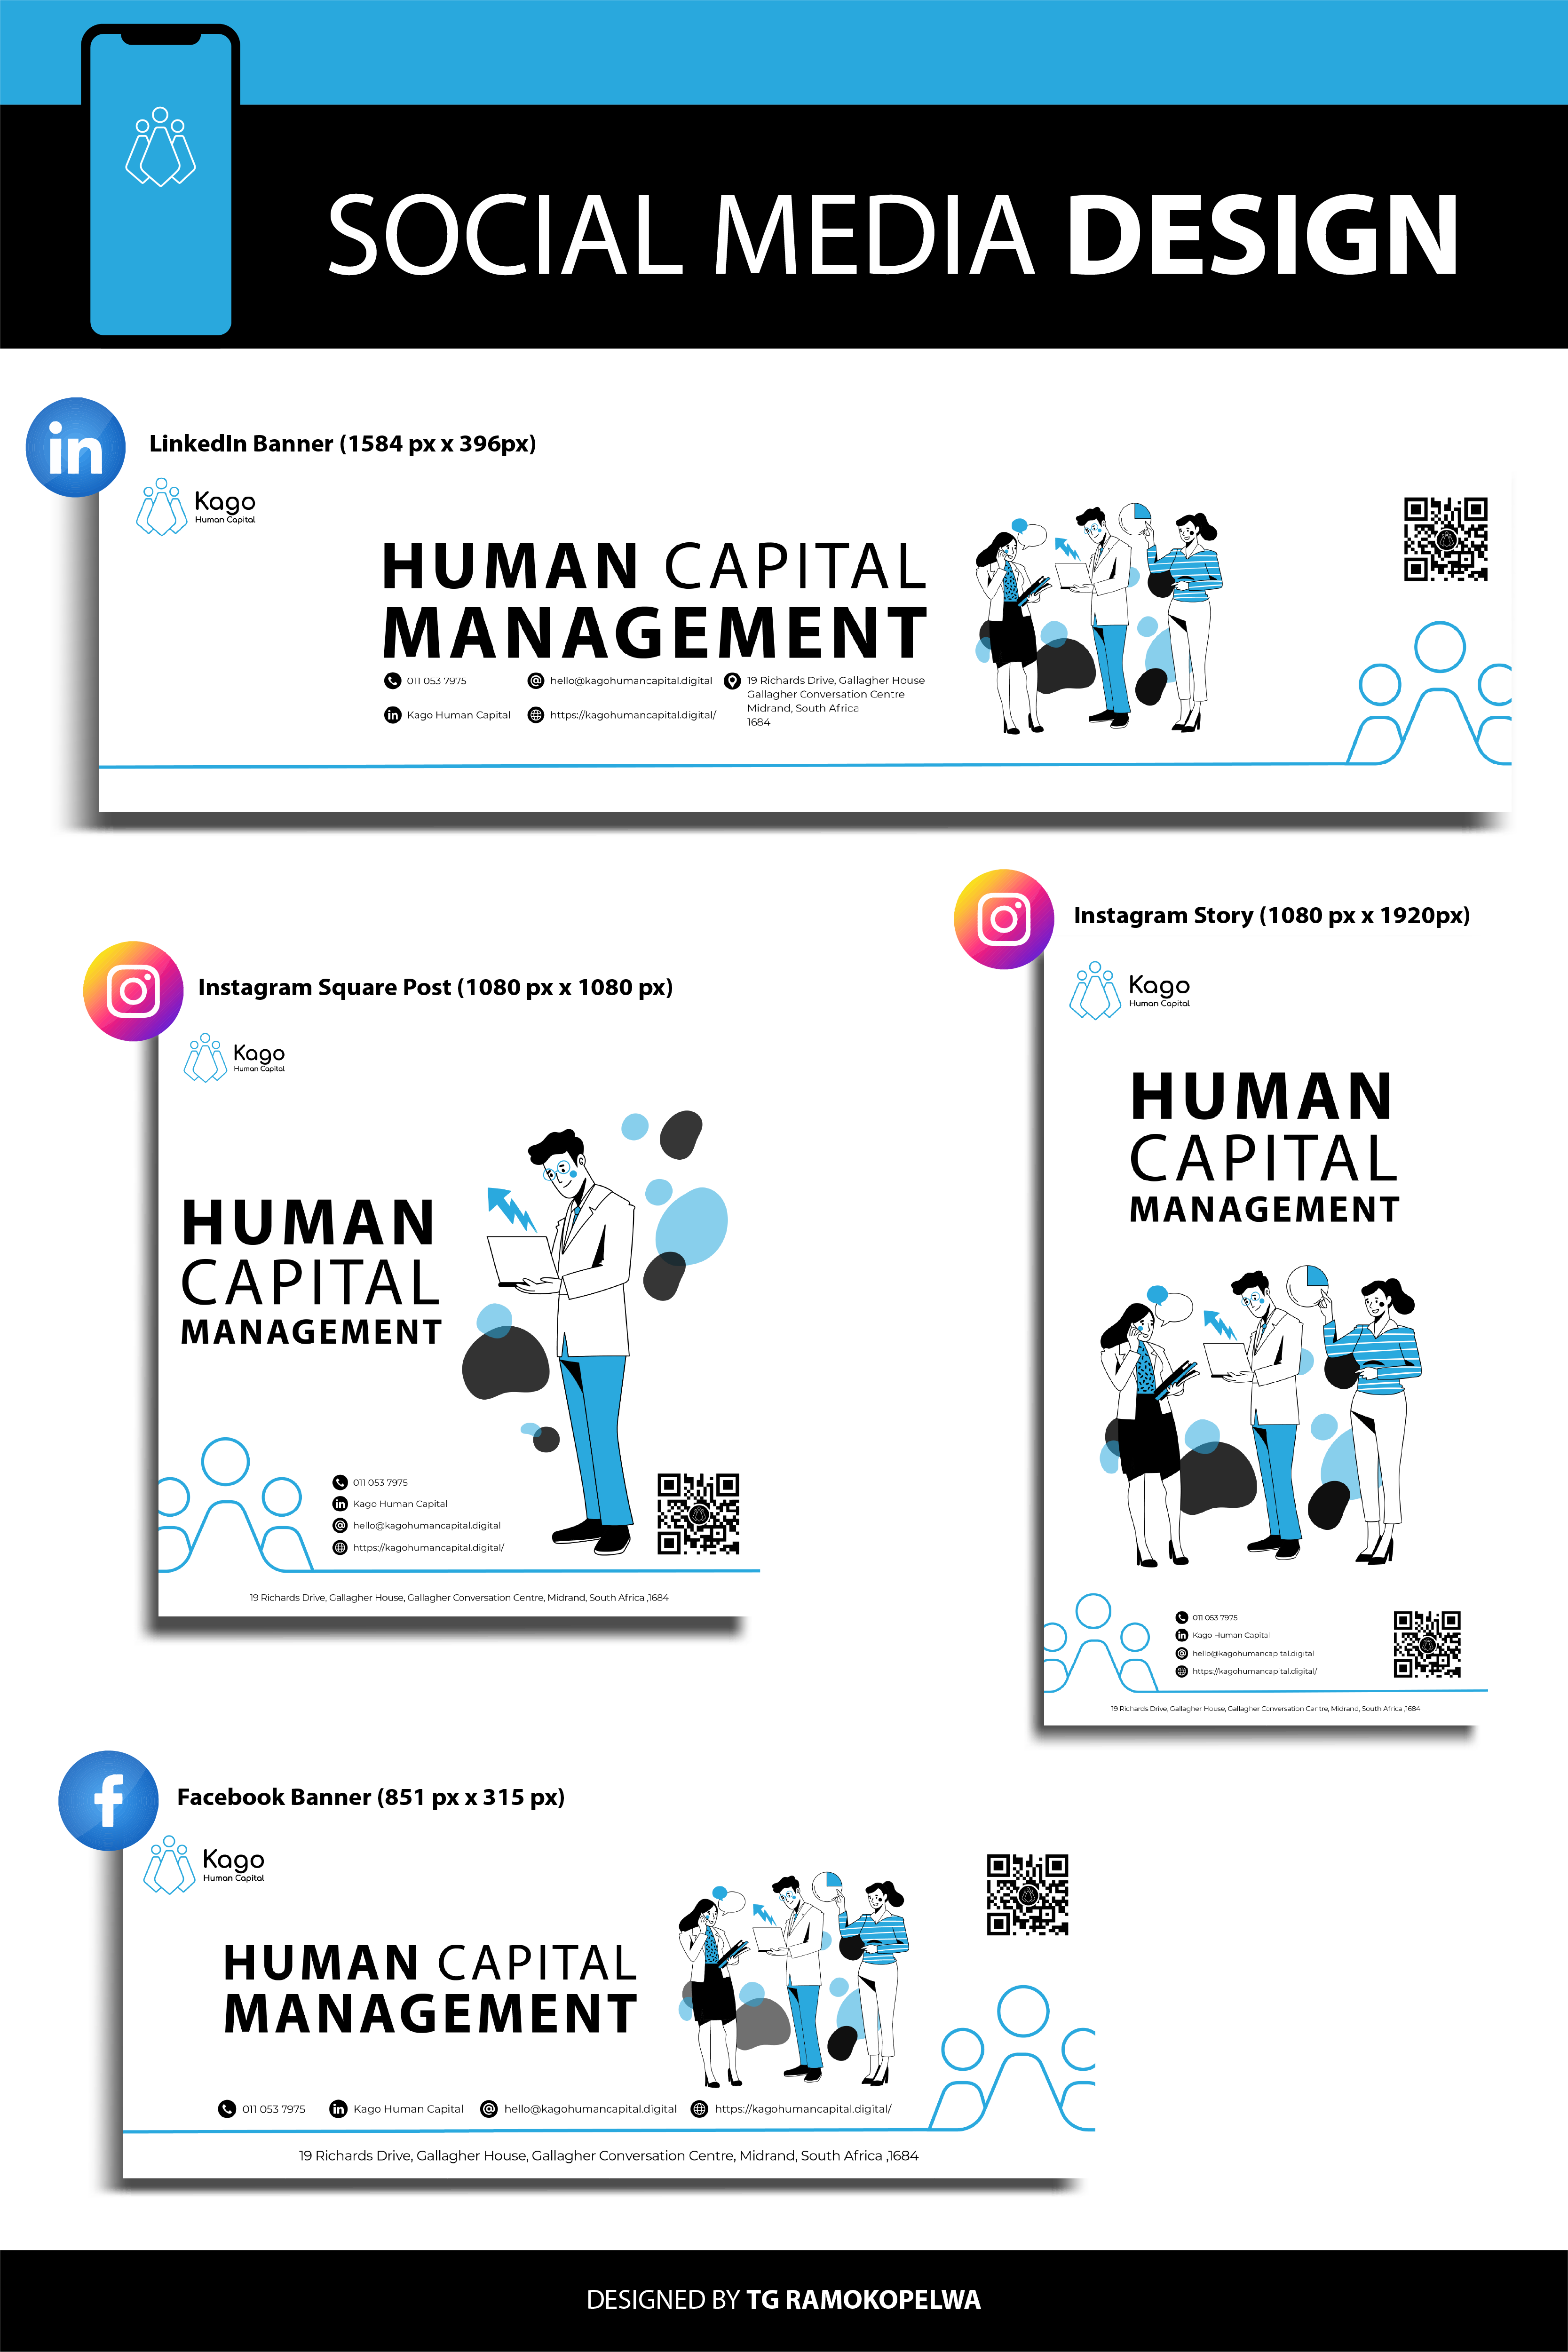 SOCIAL MEDIA DESIGN
in
LinkedIn Banner (1584 px x 396px)
Kago
Human Capital
HUMAN CAPITAL
MANAGEMENT
011 053 7975
hello@kagohumancapital.digital
19 Richards Drive, Gallagher House
Gallagher Conversation Centre
Midrand, South Africa
1684
in Kago Human Capital
https://kagohumancapital.digital/
Instagram Story (1080 px x 1920px)
Kago
Human Capital
HUMAN
CAPITAL
MANAGEMENT
011 053 7975
in Kago Human Capital
@ hello@kagohumancapital.digital
https://kagohumancapital.digital/
19 Richards Drive, Gallagher House, Gallagher Conversation Centre, Midrand, South Africa ,1684
Instagram Square Post (1080 px x 1080 px)
Kago
Human Capital
HUMAN
CAPITAL
MANAGEMENT
011 053 7975
in Kago Human Capital
@ hello@kagohumancapital.digital
https://kagohumancapital.digital/
19 Richards Drive, Gallagher House, Gallagher Conversation Centre, Midrand, South Africa ,1684
f
Facebook Banner (851 px x 315 px)
Kago
Human Capital
HUMAN CAPITAL
MANAGEMENT
011 053 7975 in Kago Human Capital @ hello@kagohumancapital.digital https://kagohumancapital.digital/
19 Richards Drive, Gallagher House, Gallagher Conversation Centre, Midrand, South Africa ,1684
DESIGNED BY TG RAMOKOPELWA